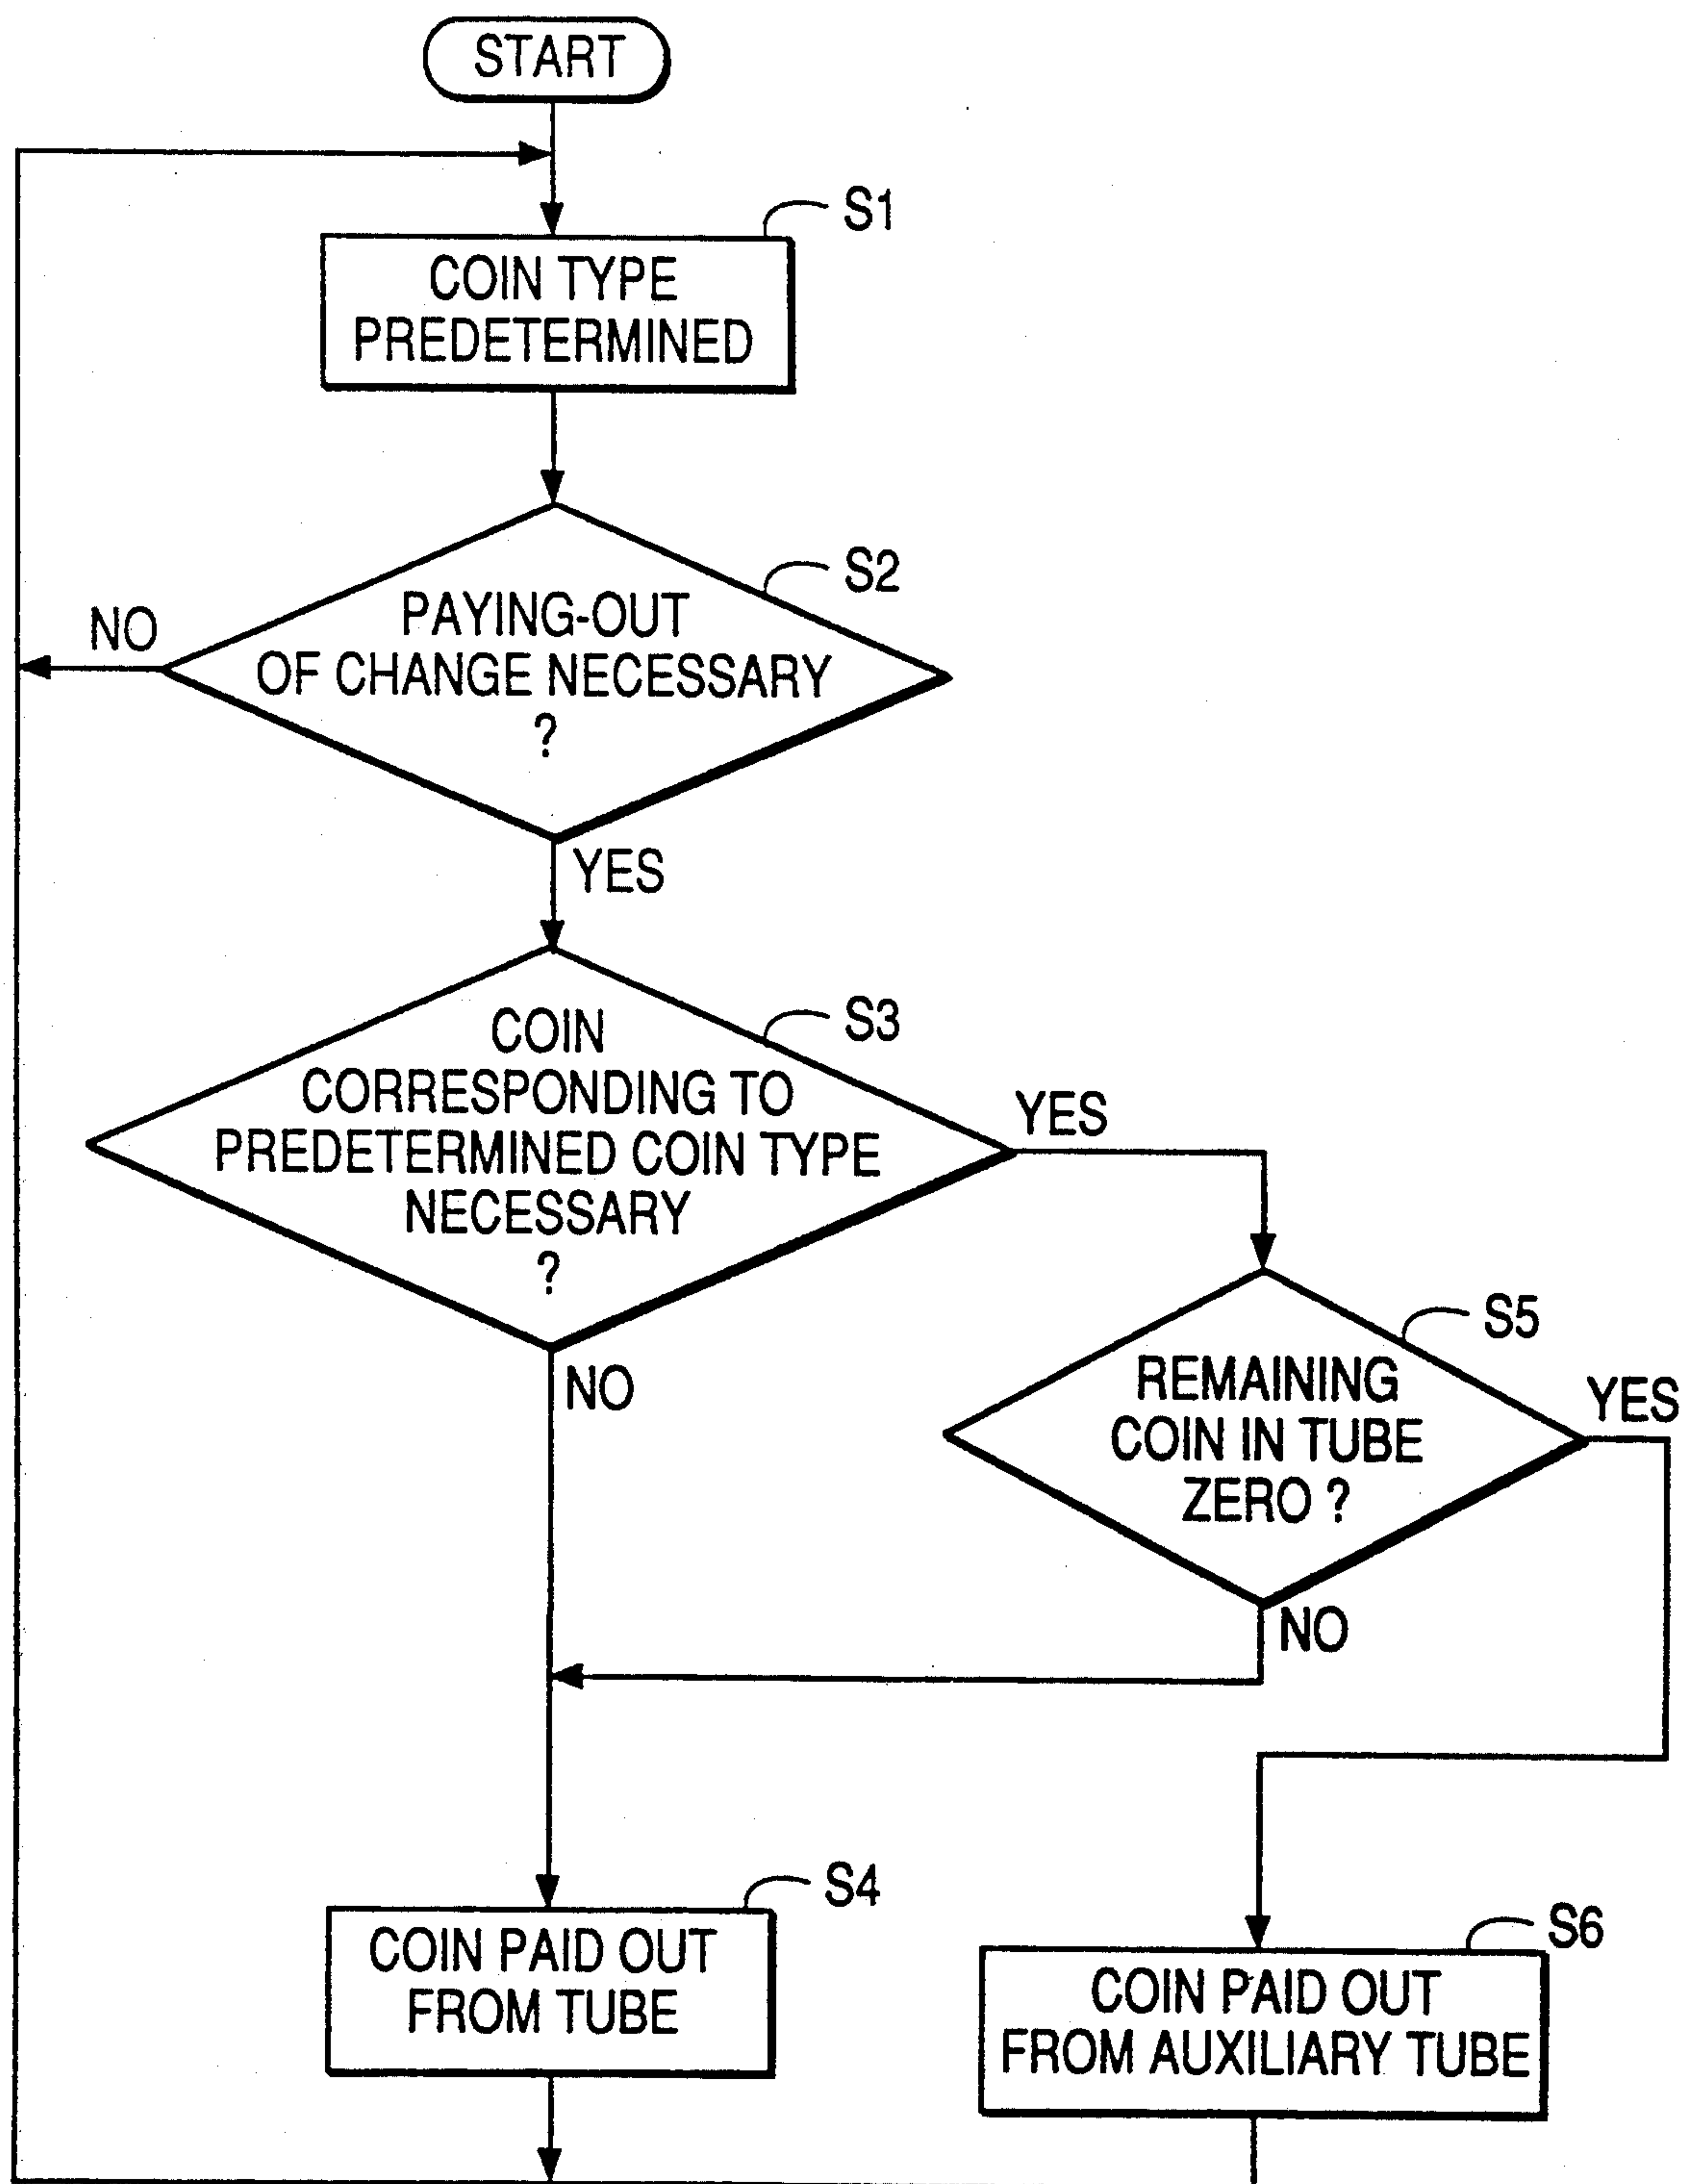 START
S1
COIN TYPE
PREDETERMINED
S2
PAYING-OUT
OF CHANGE NECESSARY
?
NO
YES
S3
COIN
CORRESPONDING TO
PREDETERMINED COIN TYPE
NECESSARY
?
YES
NO
S5
REMAINING
COIN IN TUBE
ZERO ?
YES
NO
S4
COIN PAID OUT
FROM TUBE
S6
COIN PAID OUT
FROM AUXILIARY TUBE